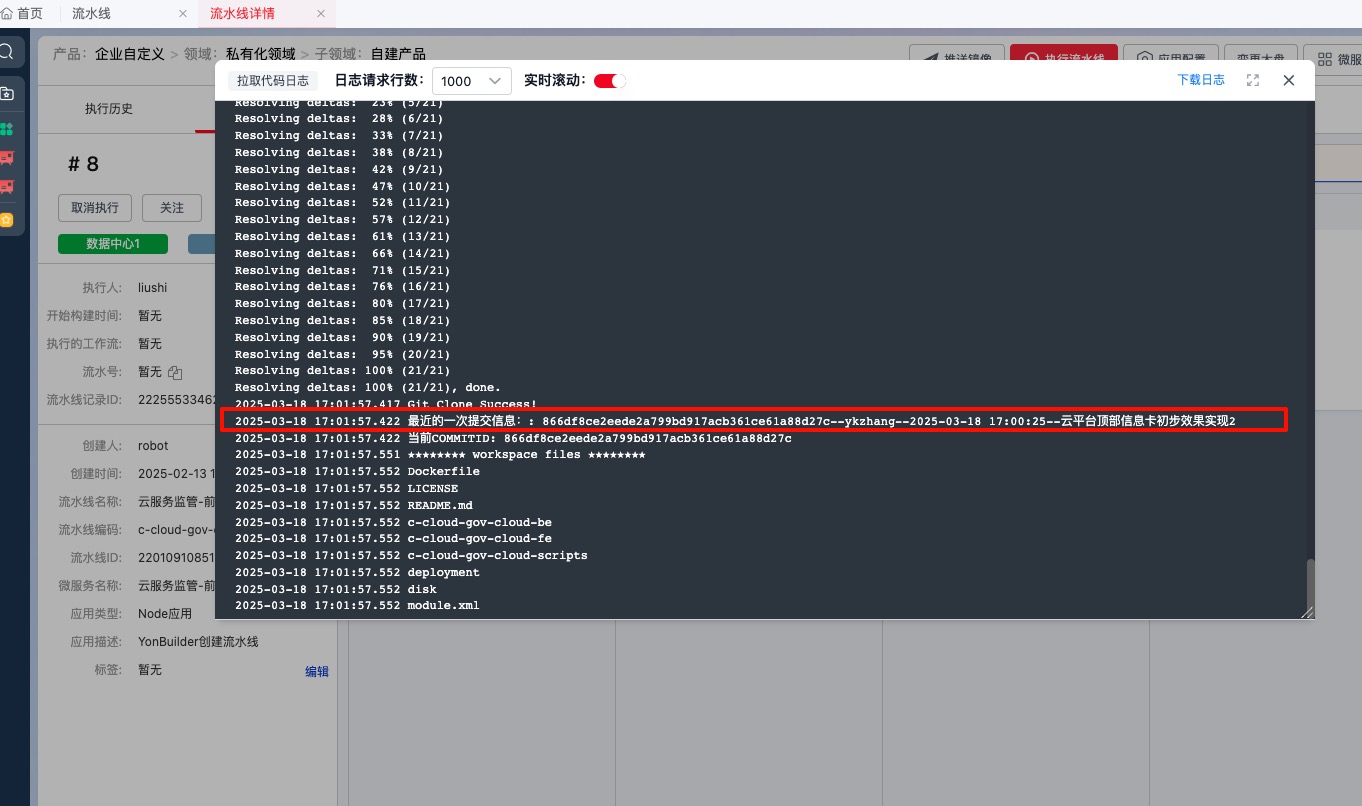 首页
流水线
流水线详情
产品：企业自定义 > 领域：私有化领域 > 子领域：自建产品
推送镜像
执行流水线
应用配置
变更大盘
微服
拉取代码日志
日志请求行数：
1000
实时滚动：
下载日志
执行历史
# 8
取消执行
关注
数据中心1
执行人: liushi
开始构建时间: 暂无
执行的工作流: 暂无
流水号: 暂无
流水线记录ID: 22255533462
创建人: robot
创建时间: 2025-02-13 1
流水线名称: 云服务监管-前
流水线编码: c-cloud-gov-
流水线ID: 22010910851
微服务名称: 云服务监管-前
应用类型: Node应用
应用描述: YonBuilder创建流水线
标签: 暂无
编辑
Resolving deltas:  23% (5/21)
Resolving deltas:  28% (6/21)
Resolving deltas:  33% (7/21)
Resolving deltas:  38% (8/21)
Resolving deltas:  42% (9/21)
Resolving deltas:  47% (10/21)
Resolving deltas:  52% (11/21)
Resolving deltas:  57% (12/21)
Resolving deltas:  61% (13/21)
Resolving deltas:  66% (14/21)
Resolving deltas:  71% (15/21)
Resolving deltas:  76% (16/21)
Resolving deltas:  80% (17/21)
Resolving deltas:  85% (18/21)
Resolving deltas:  90% (19/21)
Resolving deltas:  95% (20/21)
Resolving deltas: 100% (21/21)
Resolving deltas: 100% (21/21), done.
2025-03-18 17:01:57.417 Git Clone Success!
2025-03-18 17:01:57.422 最近的一次提交信息：: 866df8ce2eede2a799bd917acb361ce61a88d27c--ykzhang--2025-03-18 17:00:25--云平台顶部信息卡初步效果实现2
2025-03-18 17:01:57.422 当前COMMITID: 866df8ce2eede2a799bd917acb361ce61a88d27c
2025-03-18 17:01:57.551 ******** workspace files ********
2025-03-18 17:01:57.552 Dockerfile
2025-03-18 17:01:57.552 LICENSE
2025-03-18 17:01:57.552 README.md
2025-03-18 17:01:57.552 c-cloud-gov-cloud-be
2025-03-18 17:01:57.552 c-cloud-gov-cloud-fe
2025-03-18 17:01:57.552 c-cloud-gov-cloud-scripts
2025-03-18 17:01:57.552 deployment
2025-03-18 17:01:57.552 disk
2025-03-18 17:01:57.552 module.xml